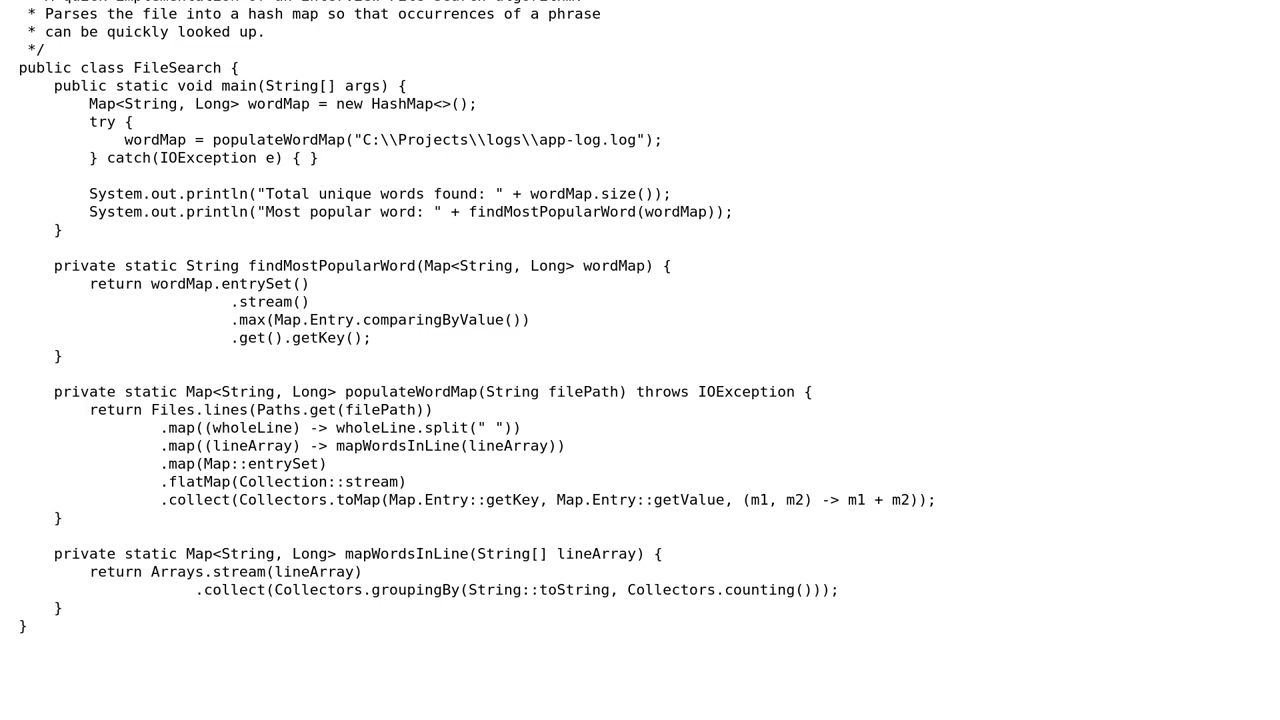 * Parses the file into a hash map so that occurrences of a phrase
* can be quickly looked up.
*/
public class FileSearch {
public static void main(String[] args) {
Map<String, Long> wordMap = new HashMap<>();
try {
wordMap = populateWordMap("C:\\Projects\\logs\\app-log.log");
} catch(IOException e) { }
System.out.println("Total unique words found: " + wordMap.size());
System.out.println("Most popular word: " + findMostPopularWord(wordMap));
}
private static String findMostPopularWord(Map<String, Long> wordMap) {
return wordMap.entrySet()
.stream()
.max(Map.Entry.comparingByValue())
.get().getKey();
}
private static Map<String, Long> populateWordMap(String filePath) throws IOException {
return Files.lines(Paths.get(filePath))
.map((wholeLine) -> wholeLine.split(" "))
.map((lineArray) -> mapWordsInLine(lineArray))
.map(Map::entrySet)
.flatMap(Collection::stream)
.collect(Collectors.toMap(Map.Entry::getKey, Map.Entry::getValue, (m1, m2) -> m1 + m2));
}
private static Map<String, Long> mapWordsInLine(String[] lineArray) {
return Arrays.stream(lineArray)
.collect(Collectors.groupingBy(String::toString, Collectors.counting()));
}
}